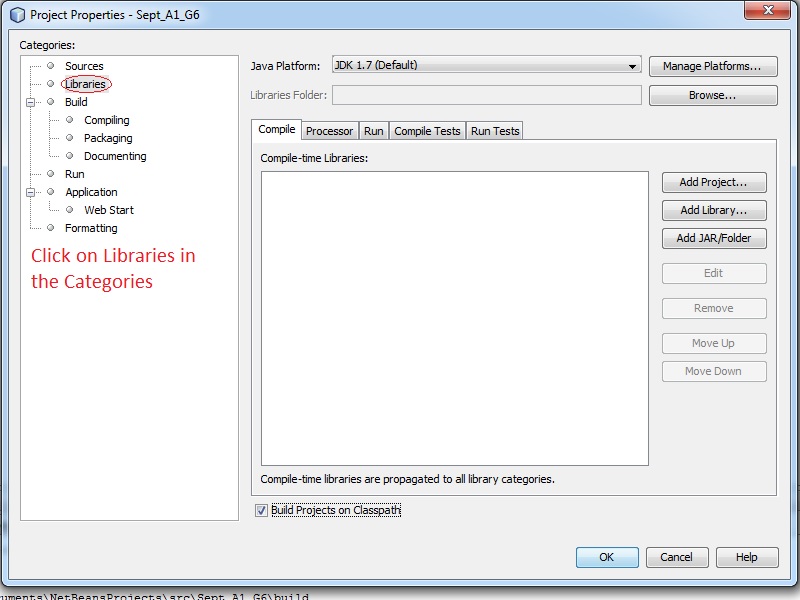 Project Properties - Sept_A1_G6
Categories:
Sources
Libraries
Build
Compiling
Packaging
Documenting
Run
Application
Web Start
Formatting
Click on Libraries in
the Categories
Java Platform: JDK 1.7 (Default) Manage Platforms...
Libraries Folder: Browse...
Compile Processor Run Compile Tests Run Tests
Compile-time Libraries:
Add Project...
Add Library...
Add JAR/Folder
Edit
Remove
Move Up
Move Down
Compile-time libraries are propagated to all library categories.
Build Projects on Classpath
OK Cancel Help
uments\NetBeansProjects\src\Sept_A1_G6\build